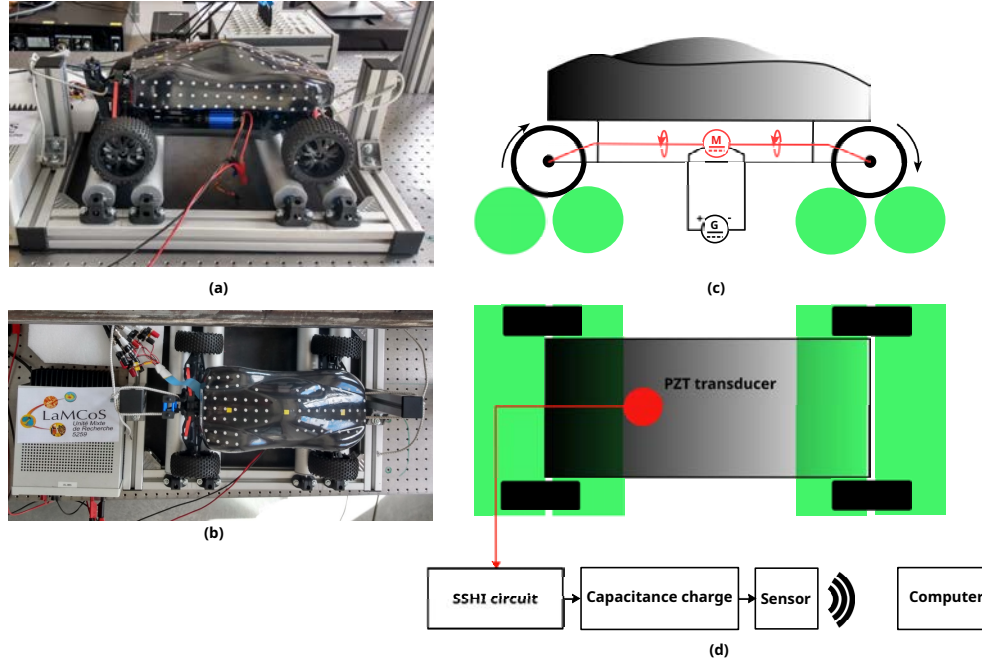 (a)
M
+
-
G
(c)
LaMCoS
Unité Mixte
de Recherche
5259
(b)
PZT transducer
SSHI circuit
Capacitance charge
Sensor
Computer
(d)